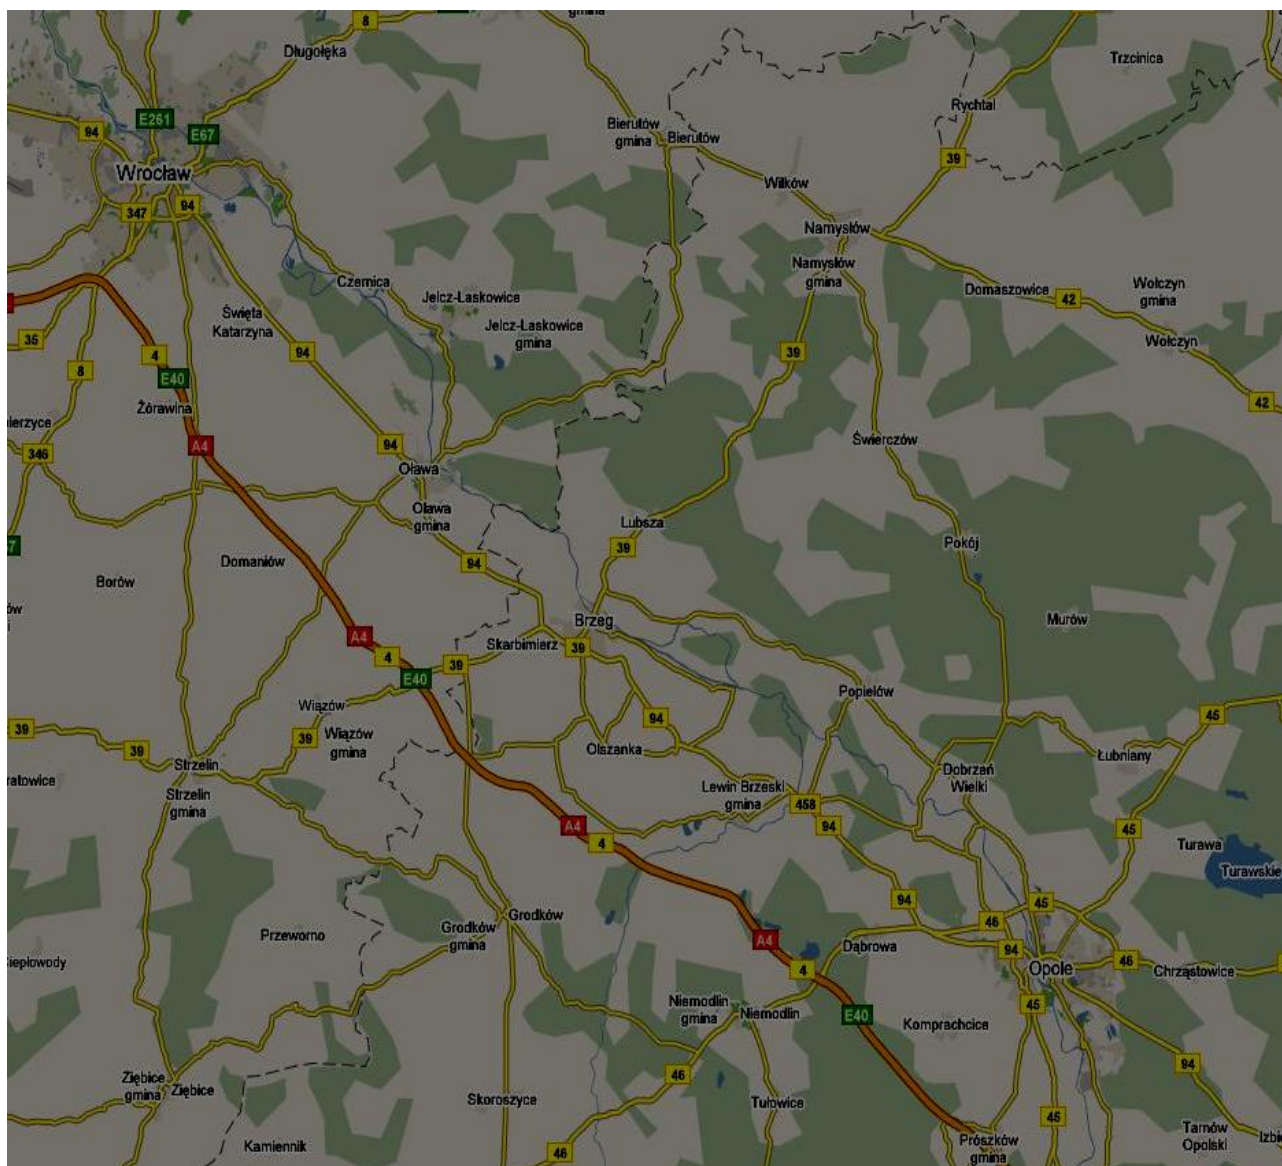 gmina
8
Długołęka
Trzcinica
Rychtal
94
E261
E67
Bierutów
gmina
Bierutów
39
Wrocław
Wilków
347
94
Namysłów
Namysłów
gmina
Czernica
Jelcz-Laskowice
Domaszowice
42
Wołczyn
gmina
Święta
Katarzyna
Jelcz-Laskowice
gmina
35
4
94
39
Wołczyn
8
E40
Żórawina
42
346
A4
94
Świerczów
Oława
Oława
gmina
Lubsza
39
Pokój
7
Domaniów
94
Borów
Brzeg
Murów
A4
Skarbimierz
39
4
39
E40
Popielów
Wiązów
94
45
39
39
39
Wiązów
gmina
Olszanka
Łubniany
Strzelin
Dobrzeń
Wielki
Strzelin
gmina
Lewin Brzeski
gmina
458
A4
94
45
4
Turawa
Turawskie
94
45
Grodków
46
Grodków
gmina
Przeworno
A4
Dąbrowa
94
46
4
Opole
Chrząstowice
Niemodlin
gmina
Niemodlin
45
E40
Komprachcice
94
46
Ziębice
gmina
Ziębice
Skoroszyce
Tułowice
45
Kamiennik
46
Prószków
gmina
Tarnów
Opolski